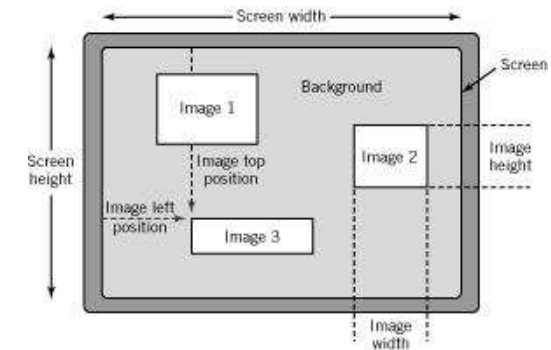 Screen width
Background
Screen
Image 1
Image 2
Image
height
Screen
height
Image top
position
Image left
position
Image 3
Image
width